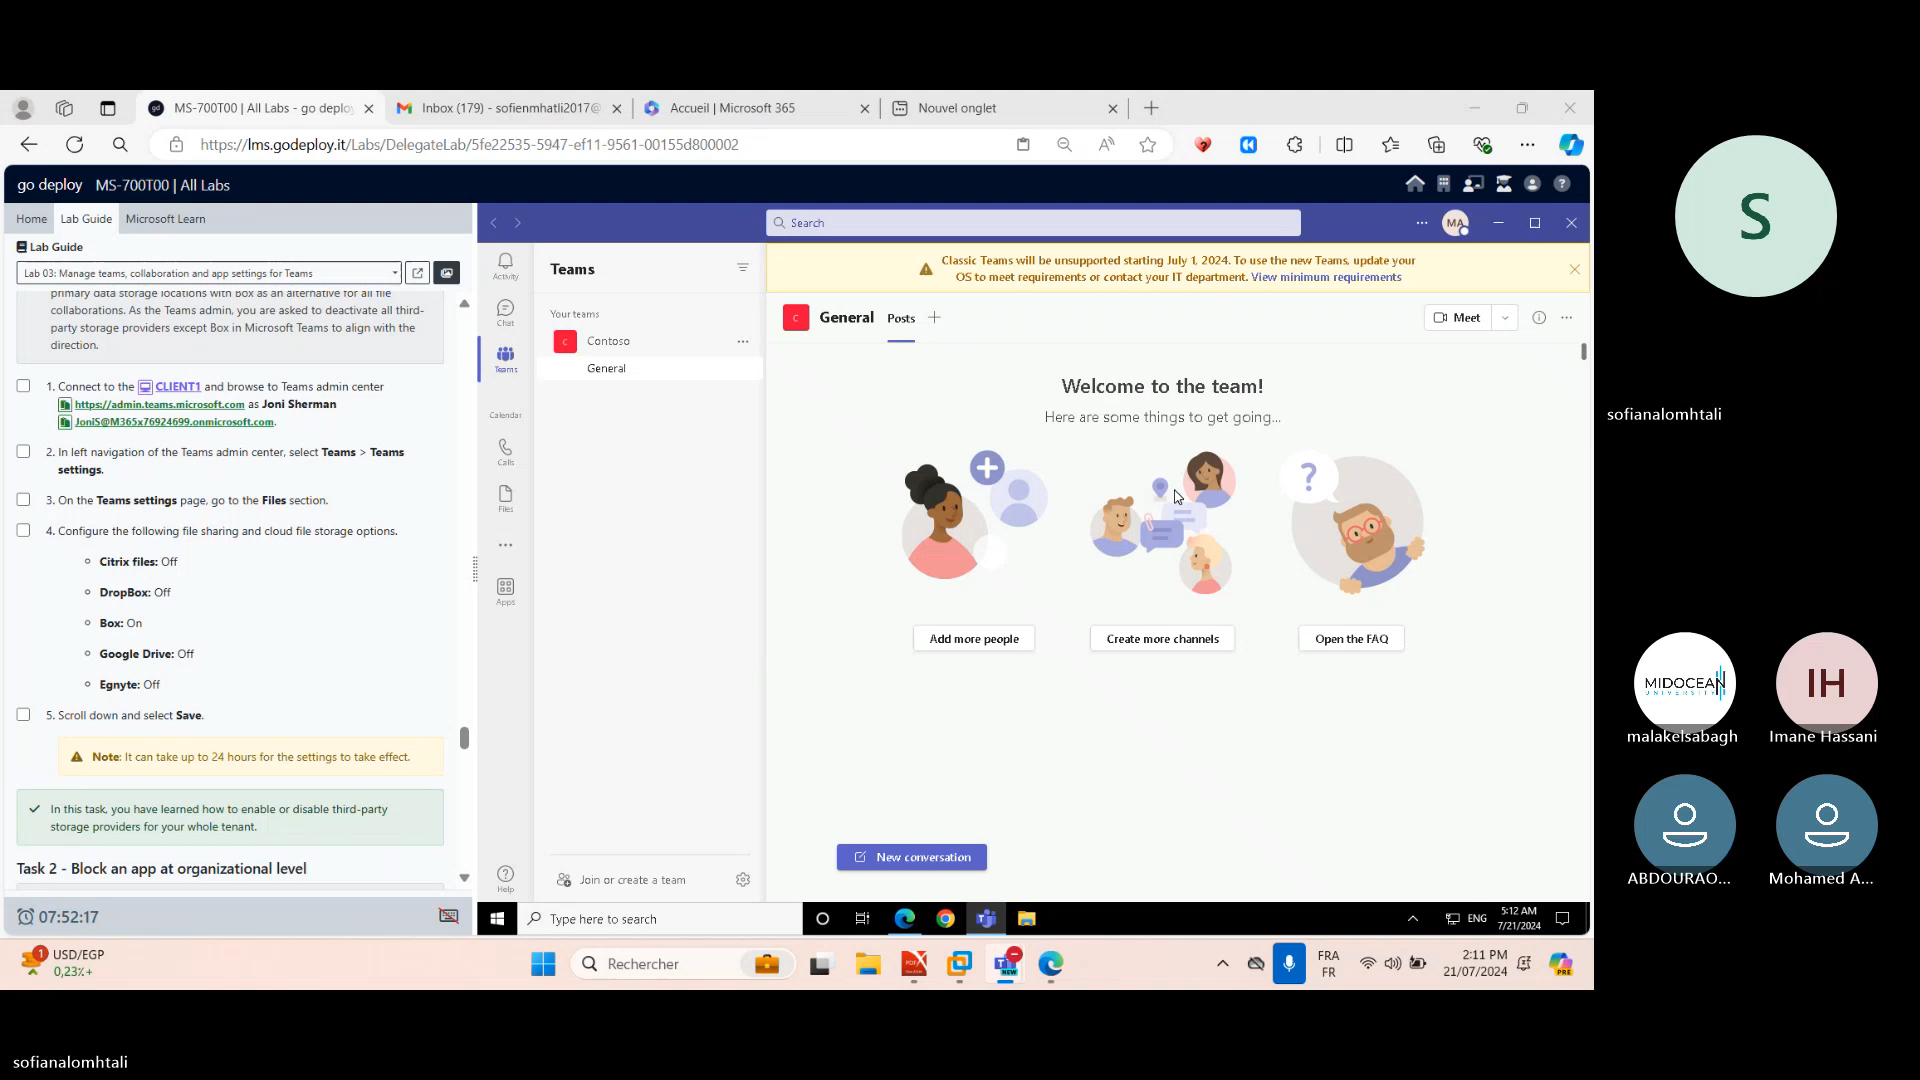 MS-700T00 | All Labs - go deploy
Inbox (179) - sofienmhatli2017@
Accueil | Microsoft 365
Nouvel onglet
https://lms.godeploy.it/Labs/DelegateLab/5fe22535-5947-ef11-9561-00155d800002
go deploy MS-700T00 | All Labs
Home
Lab Guide
Microsoft Learn
Lab Guide
Lab 03: Manage teams, collaboration and app settings for Teams
primary data storage locations with Box as an alternative for all file
collaborations. As the Teams admin, you are asked to deactivate all third-
party storage providers except Box in Microsoft Teams to align with the
direction.
1. Connect to the CLIENT1 and browse to Teams admin center
https://admin.teams.microsoft.com as Joni Sherman
JoniS@M365x76924699.onmicrosoft.com.
2. In left navigation of the Teams admin center, select Teams > Teams
settings.
3. On the Teams settings page, go to the Files section.
4. Configure the following file sharing and cloud file storage options.
Citrix files: Off
DropBox: Off
Box: On
Google Drive: Off
Egnyte: Off
5. Scroll down and select Save.
Note: It can take up to 24 hours for the settings to take effect.
In this task, you have learned how to enable or disable third-party
storage providers for your whole tenant.
Task 2 - Block an app at organizational level
07:52:17
Search
MA
Activity
Chat
Teams
Calendar
Calls
Files
Apps
Help
Teams
Your teams
C
Contoso
General
Join or create a team
Classic Teams will be unsupported starting July 1, 2024. To use the new Teams, update your
OS to meet requirements or contact your IT department. View minimum requirements
C
General
Posts
Meet
Welcome to the team!
Here are some things to get going...
?
Add more people
Create more channels
Open the FAQ
New conversation
Type here to search
ENG
5:12 AM
7/21/2024
1
USD/EGP
0,23%+
Rechercher
NEW
FRA
FR
2:11 PM
21/07/2024
PRE
S
sofianalomhtali
MIDOCEAN
UNIVERSITY
malakelsabagh
IH
Imane Hassani
ABDOURAO...
Mohamed A...
sofianalomhtali